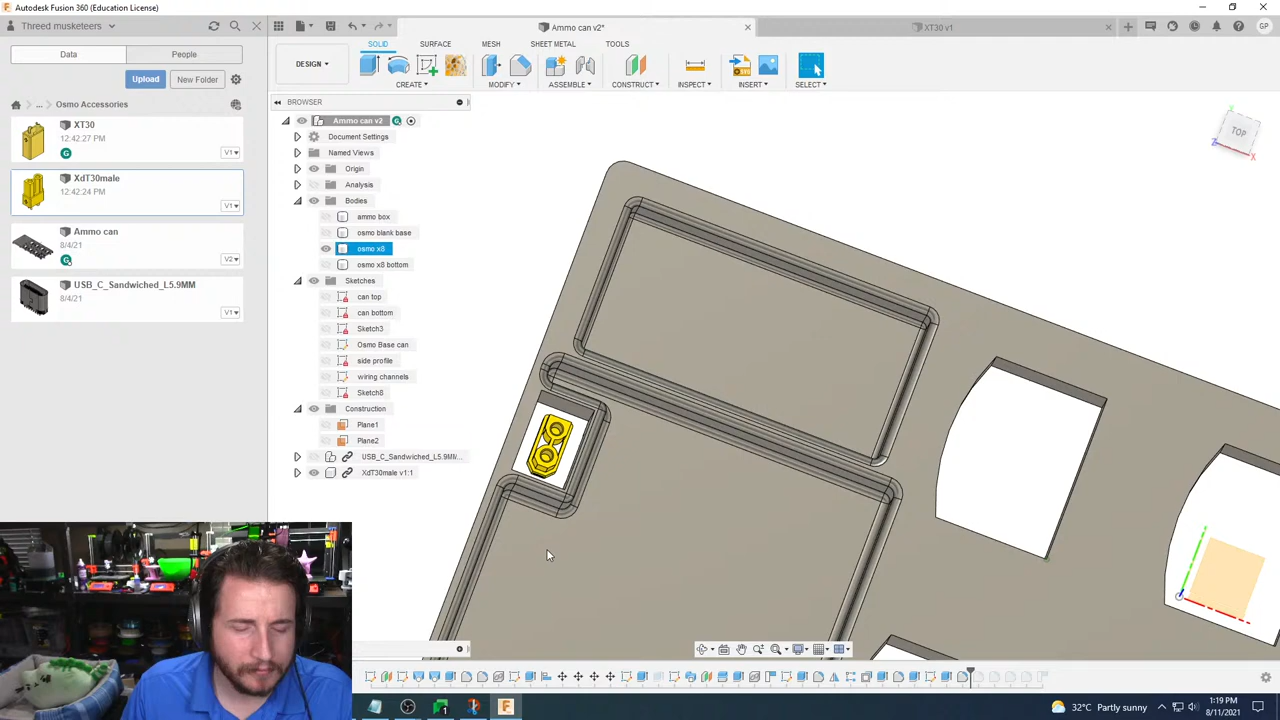 Autodesk Fusion 360 (Education License)
Threed musketeers
Ammo can v2*
XT30 v1
GP
Data
People
DESIGN
SOLID
SURFACE
MESH
SHEET METAL
TOOLS
Upload
New Folder
CREATE
MODIFY
ASSEMBLE
CONSTRUCT
INSPECT
INSERT
SELECT
... Osmo Accessories
BROWSER
XT30
12:42:27 PM
G
V1
XdT30male
12:42:24 PM
V1
Ammo can
8/4/21
G
V2
USB_C_Sandwiched_L5.9MM
8/4/21
V1
Ammo can v2
G
Document Settings
Named Views
Origin
Analysis
Bodies
ammo box
osmo blank base
osmo x8
osmo x8 bottom
Sketches
can top
can bottom
Sketch3
Osmo Base can
side profile
wiring channels
Sketch8
Construction
Plane1
Plane2
USB_C_Sandwiched_L5.9MM/...
XdT30male v1:1
TOP
Y
Z
X
32°C Partly sunny
1:19 PM
8/11/2021